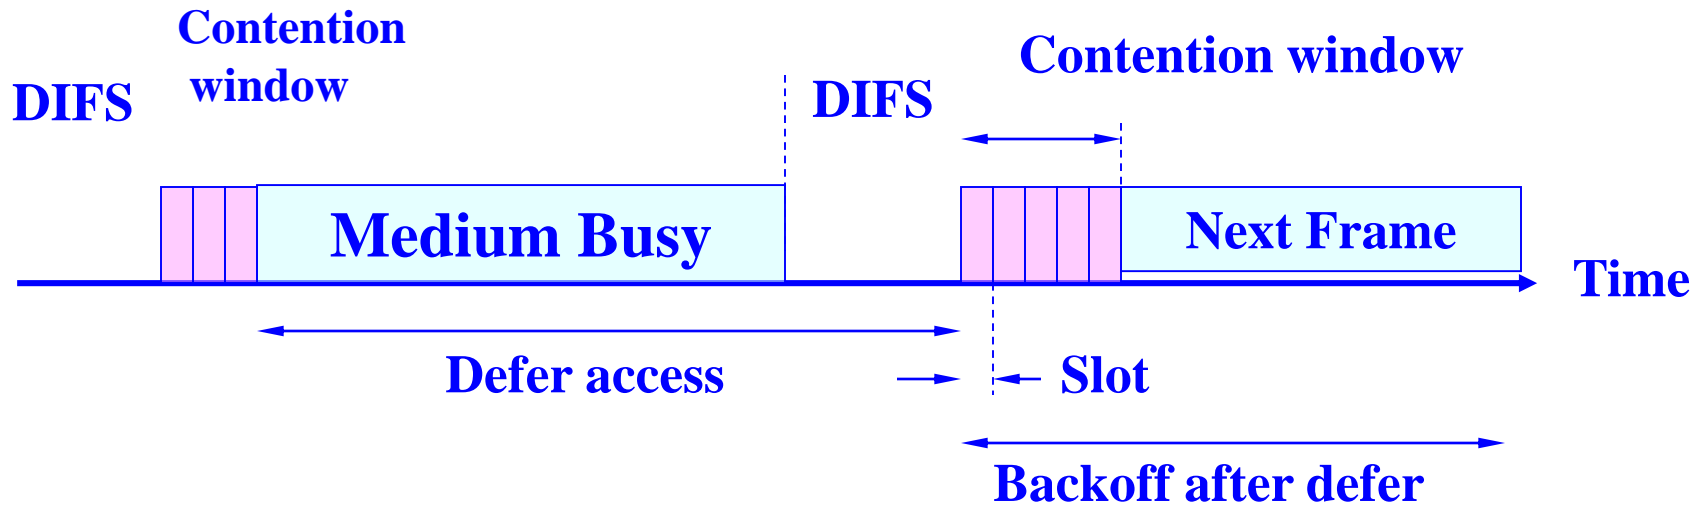 Contention
window
DIFS
DIFS
Contention window
Medium Busy
Next Frame
Time
Defer access
Slot
Backoff after defer